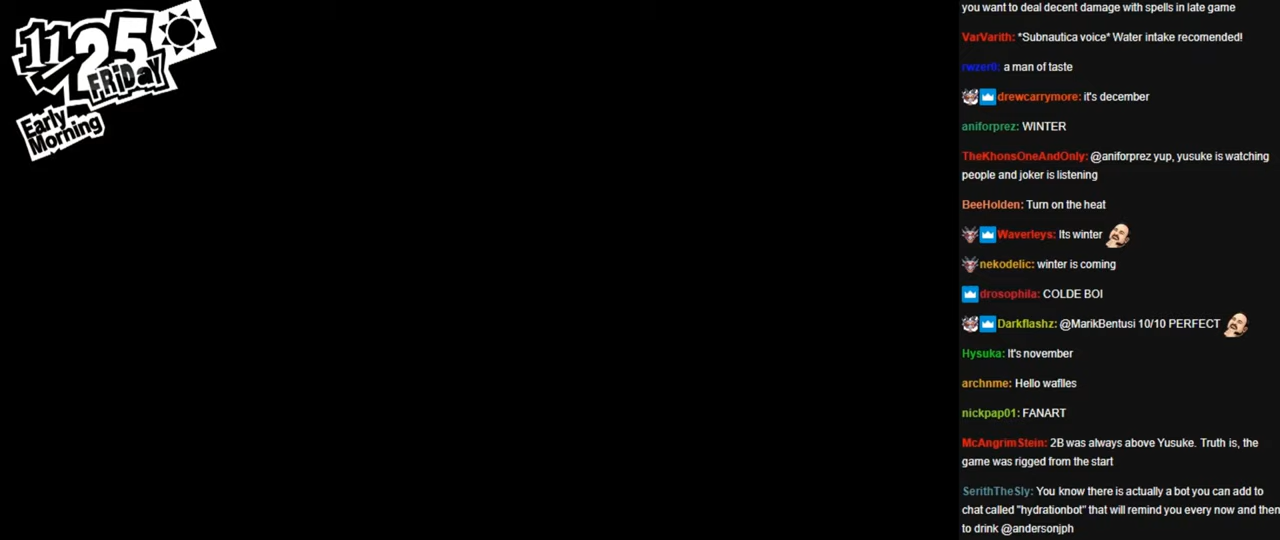 11/25
FRiDaY
Early
Morning
you want to deal decent damage with spells in late game
VarVarith: *Subnautica voice* Water intake recomended!
rwzer0: a man of taste
drewcarrymore: it's december
aniforprez: WINTER
TheKhonsOneAndOnly: @aniforprez yup, yusuke is watching
people and joker is listening
BeeHolden: Turn on the heat
Waverleys: Its winter
nekodelic: winter is coming
drosophila: COLDE BOI
Darkflashz: @MarikBentusi 10/10 PERFECT
Hysuka: It's november
archnme: Hello waflles
nickpap01: FANART
McAngrimStein: 2B was always above Yusuke. Truth is, the
game was rigged from the start
SerithTheSly: You know there is actually a bot you can add to
chat called "hydrationbot" that will remind you every now and then
to drink @andersonjph